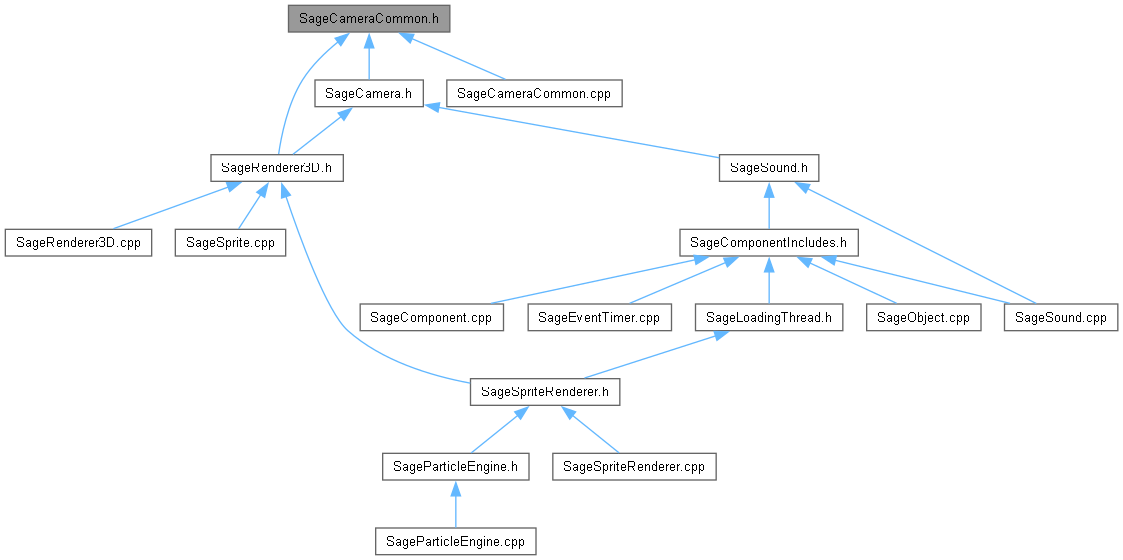 SageCameraCommon.h
SageCamera.h
SageCameraCommon.cpp
SageRenderer3D.h
SageSound.h
SageRenderer3D.cpp
SageSprite.cpp
SageComponentIncludes.h
SageComponent.cpp
SageEventTimer.cpp
SageLoadingThread.h
SageObject.cpp
SageSound.cpp
SageSpriteRenderer.h
SageParticleEngine.h
SageSpriteRenderer.cpp
SageParticleEngine.cpp